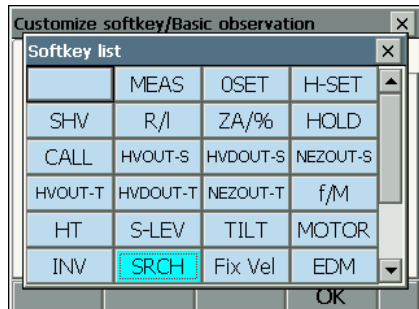 Customize softkey/Basic observation
Softkey list
MEAS 0SET H-SET
SHV R/I ZA/% HOLD
CALL HVOUT-S HVDOUT-S NEZOUT-S
HVOUT-T HVDOUT-T NEZOUT-T f/M
HT S-LEV TILT MOTOR
INV SRCH Fix Vel EDM
OK